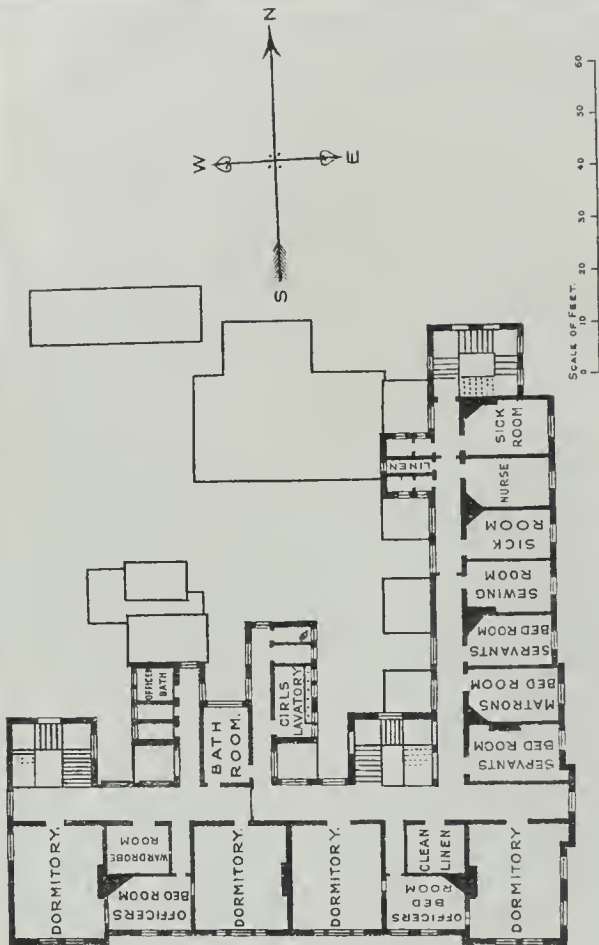 N
W
E
S
SCALE OF FEET.
0 10 20 30 40 50 60
SICK
ROOM
NURSE
LINEN
SICK
ROOM
SEWING
ROOM
SERVANTS
BED ROOM
MATRONS
BED ROOM
SERVANTS
BED ROOM
OFFICERS
BATH
BATH
ROOM.
GIRLS
LAVATORY
DORMITORY.
WARDROBE
ROOM
OFFICERS
BED ROOM
DORMITORY.
DORMITORY.
CLEAN
LINEN
OFFICERS
BED
ROOM
DORMITORY.